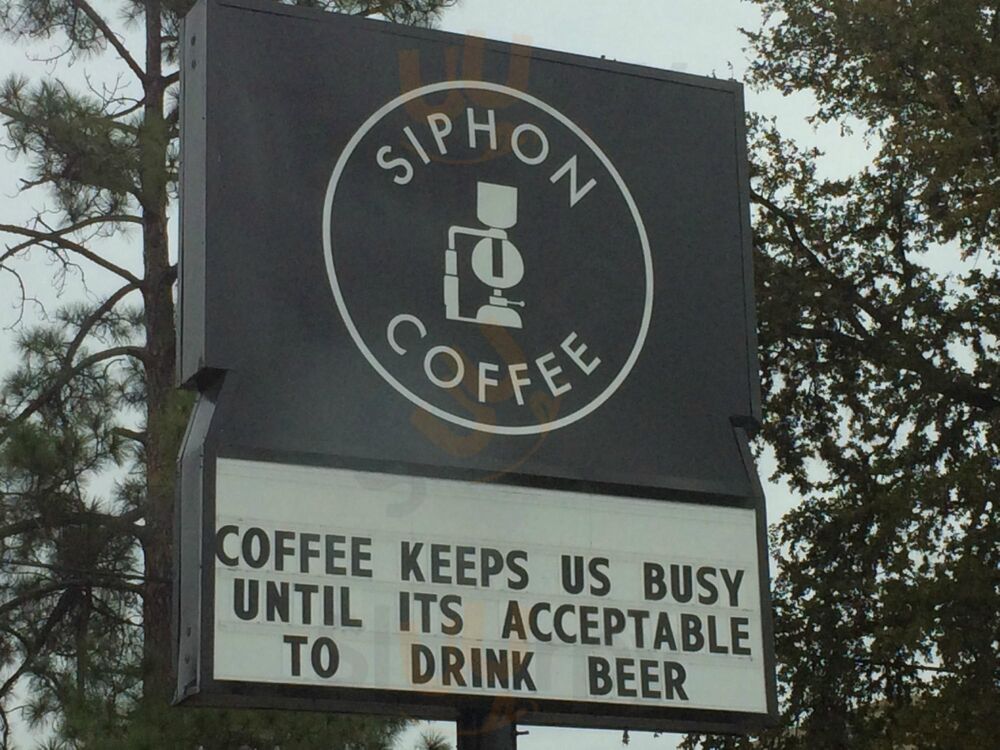 SIPHON
COFFEE
COFFEE KEEPS US BUSY
UNTIL ITS ACCEPTABLE
TO DRINK BEER